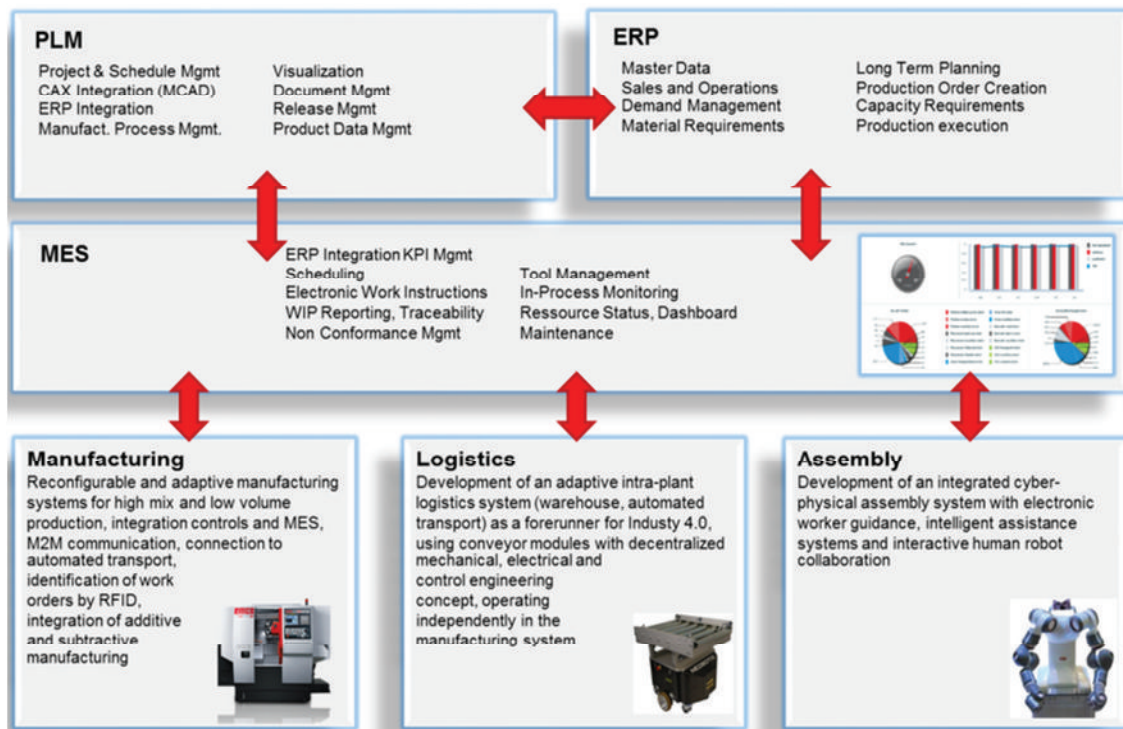 PLM
Project & Schedule Mgmt
CAX Integration (MCAD)
ERP Integration
Manufact. Process Mgmt.
Visualization
Document Mgmt
Release Mgmt
Product Data Mgmt
ERP
Master Data
Sales and Operations
Demand Management
Material Requirements
Long Term Planning
Production Order Creation
Capacity Requirements
Production execution
MES
ERP Integration KPI Mgmt
Scheduling
Electronic Work Instructions
WIP Reporting, Traceability
Non Conformance Mgmt
Tool Management
In-Process Monitoring
Ressource Status, Dashboard
Maintenance
Manufacturing
Reconfigurable and adaptive manufacturing
systems for high mix and low volume
production, integration controls and MES,
M2M communication, connection to
automated transport,
identification of work
orders by RFID,
integration of additive
and subtractive
manufacturing
emco
Logistics
Development of an adaptive intra-plant
logistics system (warehouse, automated
transport) as a forerunner for Industy 4.0,
using conveyor modules with decentralized
mechanical, electrical and
control engineering
concept, operating
independently in the
manufacturing system
Assembly
Development of an integrated cyber-
physical assembly system with electronic
worker guidance, intelligent assistance
systems and interactive human robot
collaboration